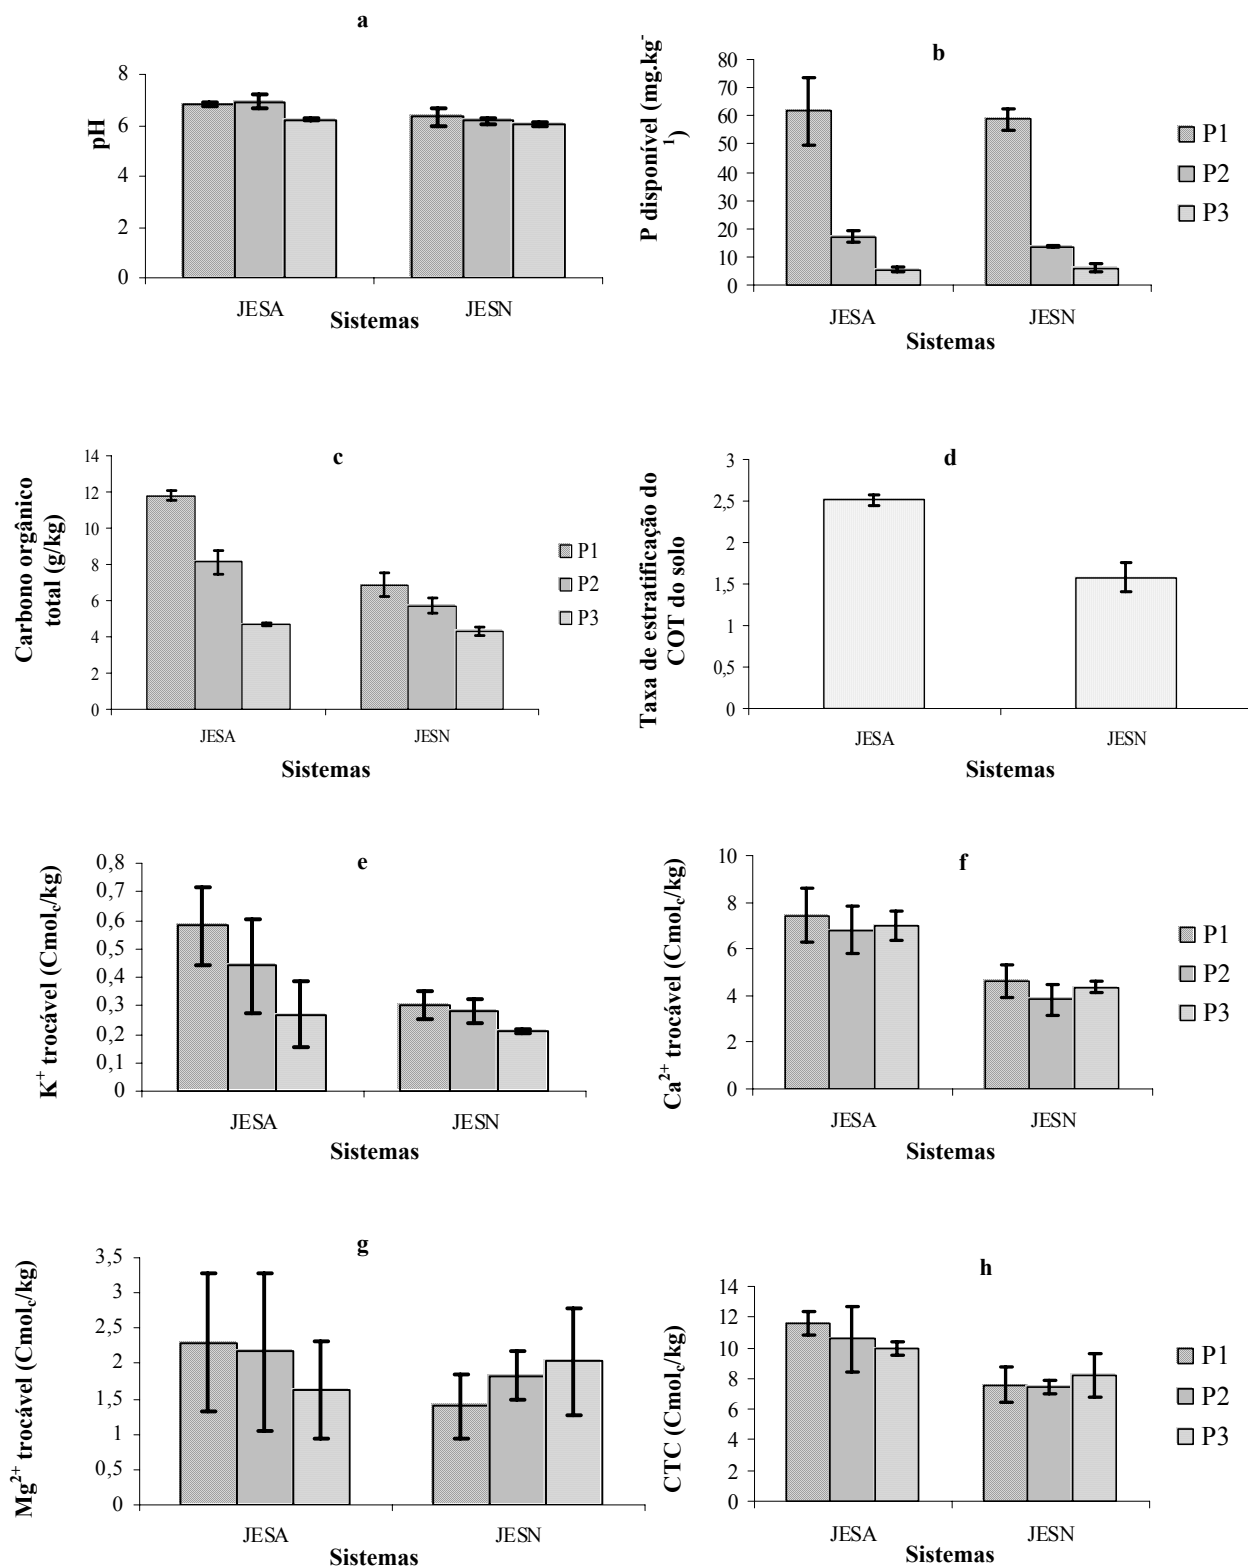 a
8
6
4
2
0
pH
JESA
JESN
Sistemas
b
80
70
60
50
40
30
20
10
0
P disponível (mg.kg-
1)
JESA
JESN
Sistemas
P1
P2
P3
c
14
12
10
8
6
4
2
0
Carbono orgânico
total (g/kg)
JESA
JESN
Sistemas
P1
P2
P3
d
3
2,5
2
1,5
1
0,5
0
Taxa de estratificação do
COT do solo
JESA
JESN
Sistemas
e
0,8
0,7
0,6
0,5
0,4
0,3
0,2
0,1
0
K+ trocável (Cmolc/kg)
JESA
JESN
Sistemas
f
10
8
6
4
2
0
Ca2+ trocável (Cmolc/kg)
JESA
JESN
Sistemas
P1
P2
P3
g
3,5
3
2,5
2
1,5
1
0,5
0
Mg2+ trocável (Cmolc/kg)
JESA
JESN
Sistemas
h
14
12
10
8
6
4
2
0
CTC (Cmolc/kg)
JESA
JESN
Sistemas
P1
P2
P3